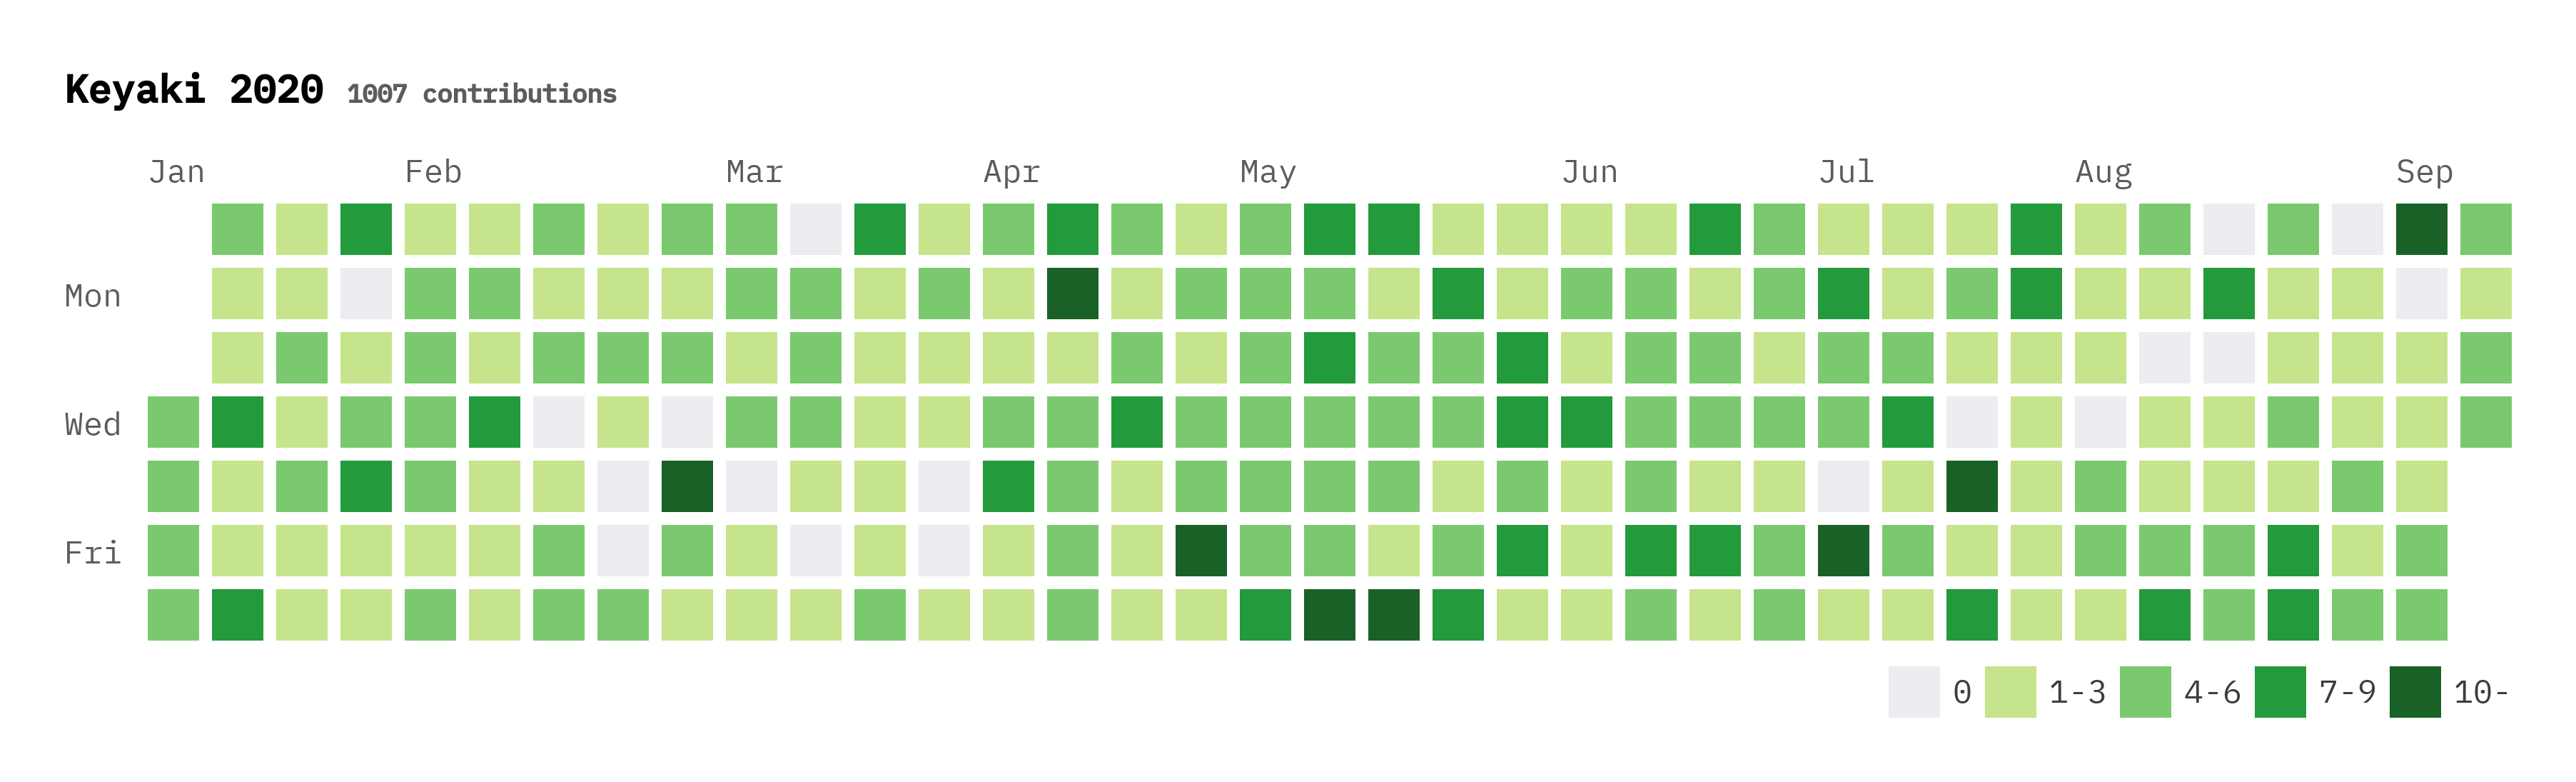 Keyaki 2020 1007 contributions
Jan Feb Mar Apr May Jun Jul Aug Sep
Mon
Wed
Fri
0 1-3 4-6 7-9 10-